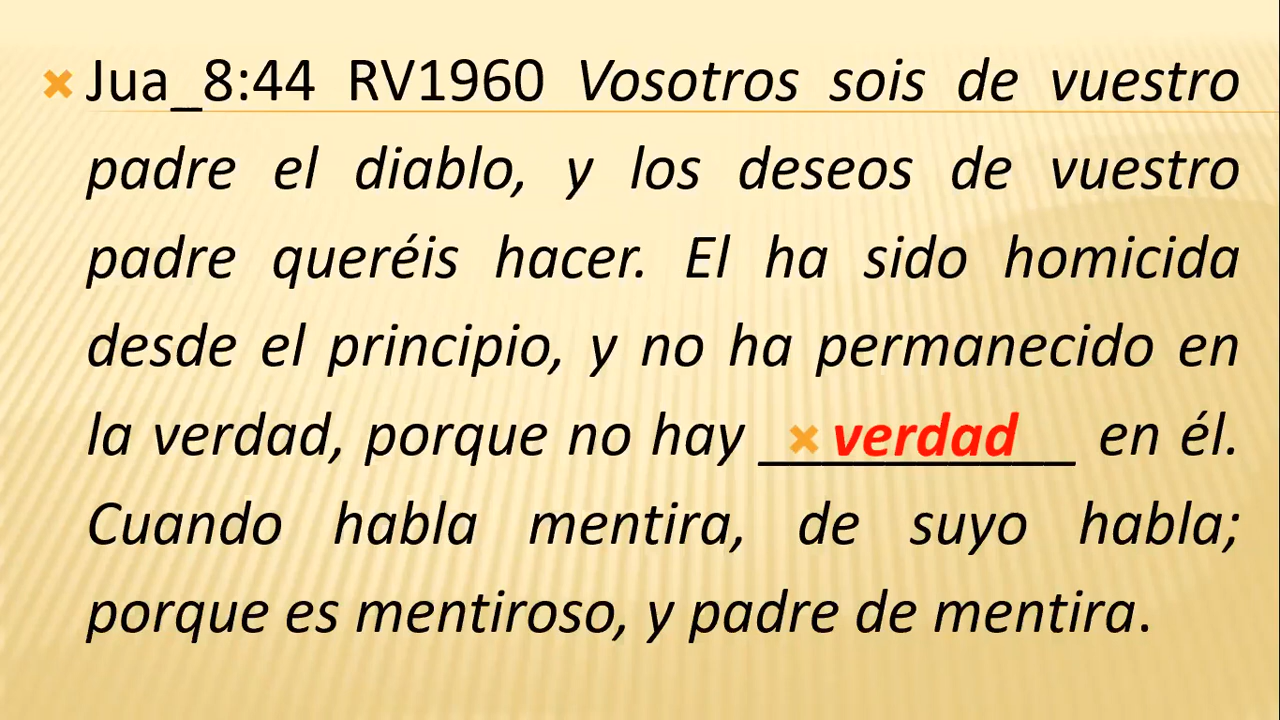 Jua_8:44 RV1960 Vosotros sois de vuestro
padre el diablo, y los deseos de vuestro
padre queréis hacer. El ha sido homicida
desde el principio, y no ha permanecido en
la verdad, porque no hay verdad en él.
Cuando habla mentira, de suyo habla;
porque es mentiroso, y padre de mentira.